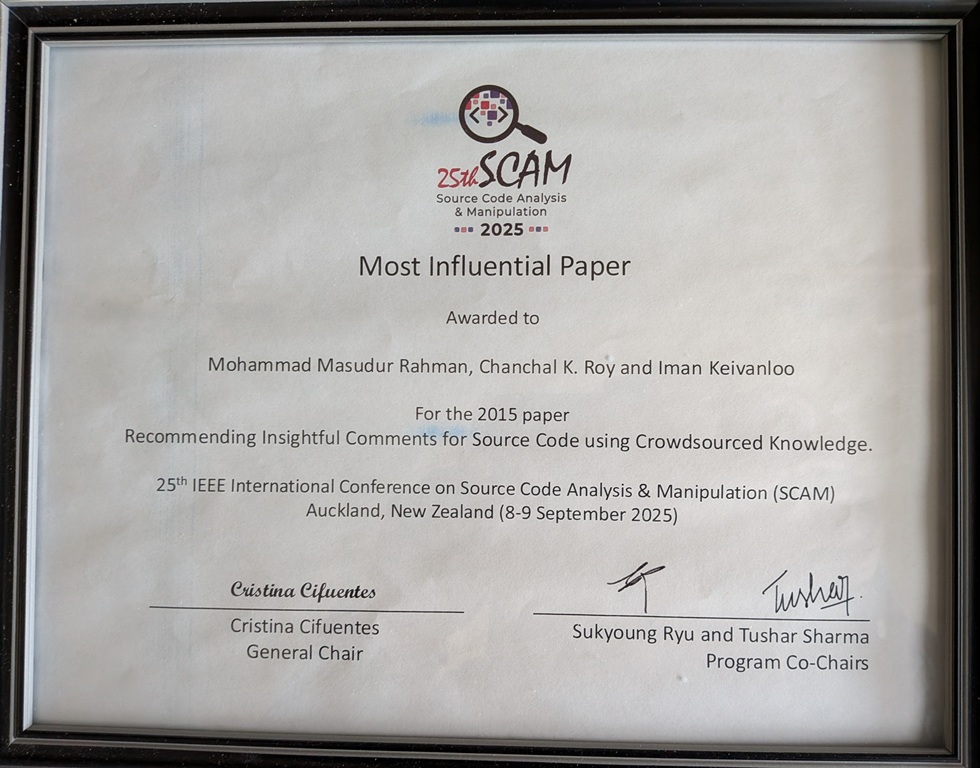 25th SCAM
Source Code Analysis
& Manipulation
2025
Most Influential Paper
Awarded to
Mohammad Masudur Rahman, Chanchal K. Roy and Iman Keivanloo
For the 2015 paper
Recommending Insightful Comments for Source Code using Crowdsourced Knowledge.
25th IEEE International Conference on Source Code Analysis & Manipulation (SCAM)
Auckland, New Zealand (8-9 September 2025)
Cristina Cifuentes
Cristina Cifuentes
General Chair
Tushar
Sukyoung Ryu and Tushar Sharma
Program Co-Chairs